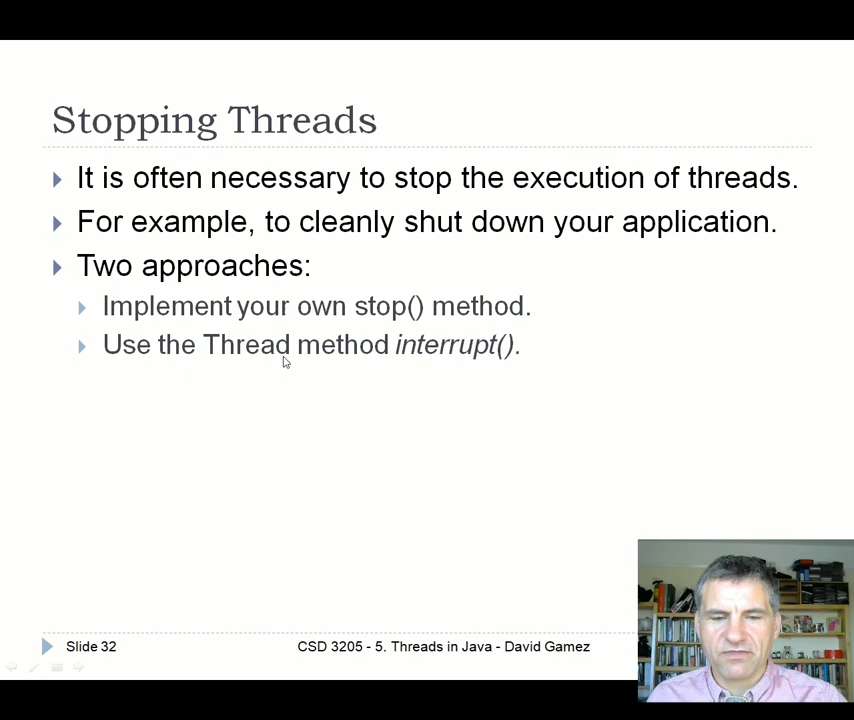 Stopping Threads
It is often necessary to stop the execution of threads.
For example, to cleanly shut down your application.
Two approaches:
Implement your own stop() method.
Use the Thread method interrupt().
Slide 32
CSD 3205 - 5. Threads in Java - David Gamez